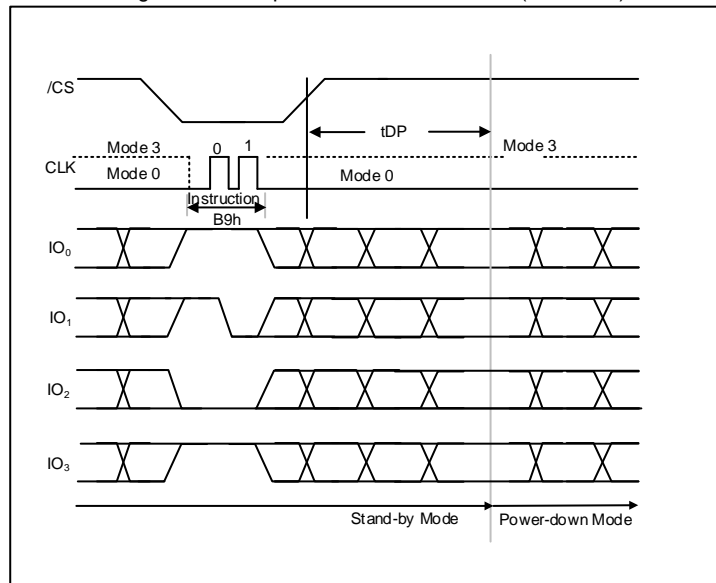 /CS
tDP
Mode 3 0 1 Mode 3
CLK
Mode 0 Mode 0
Instruction
B9h
IO₀
IO₁
IO₂
IO₃
Stand-by Mode Power-down Mode